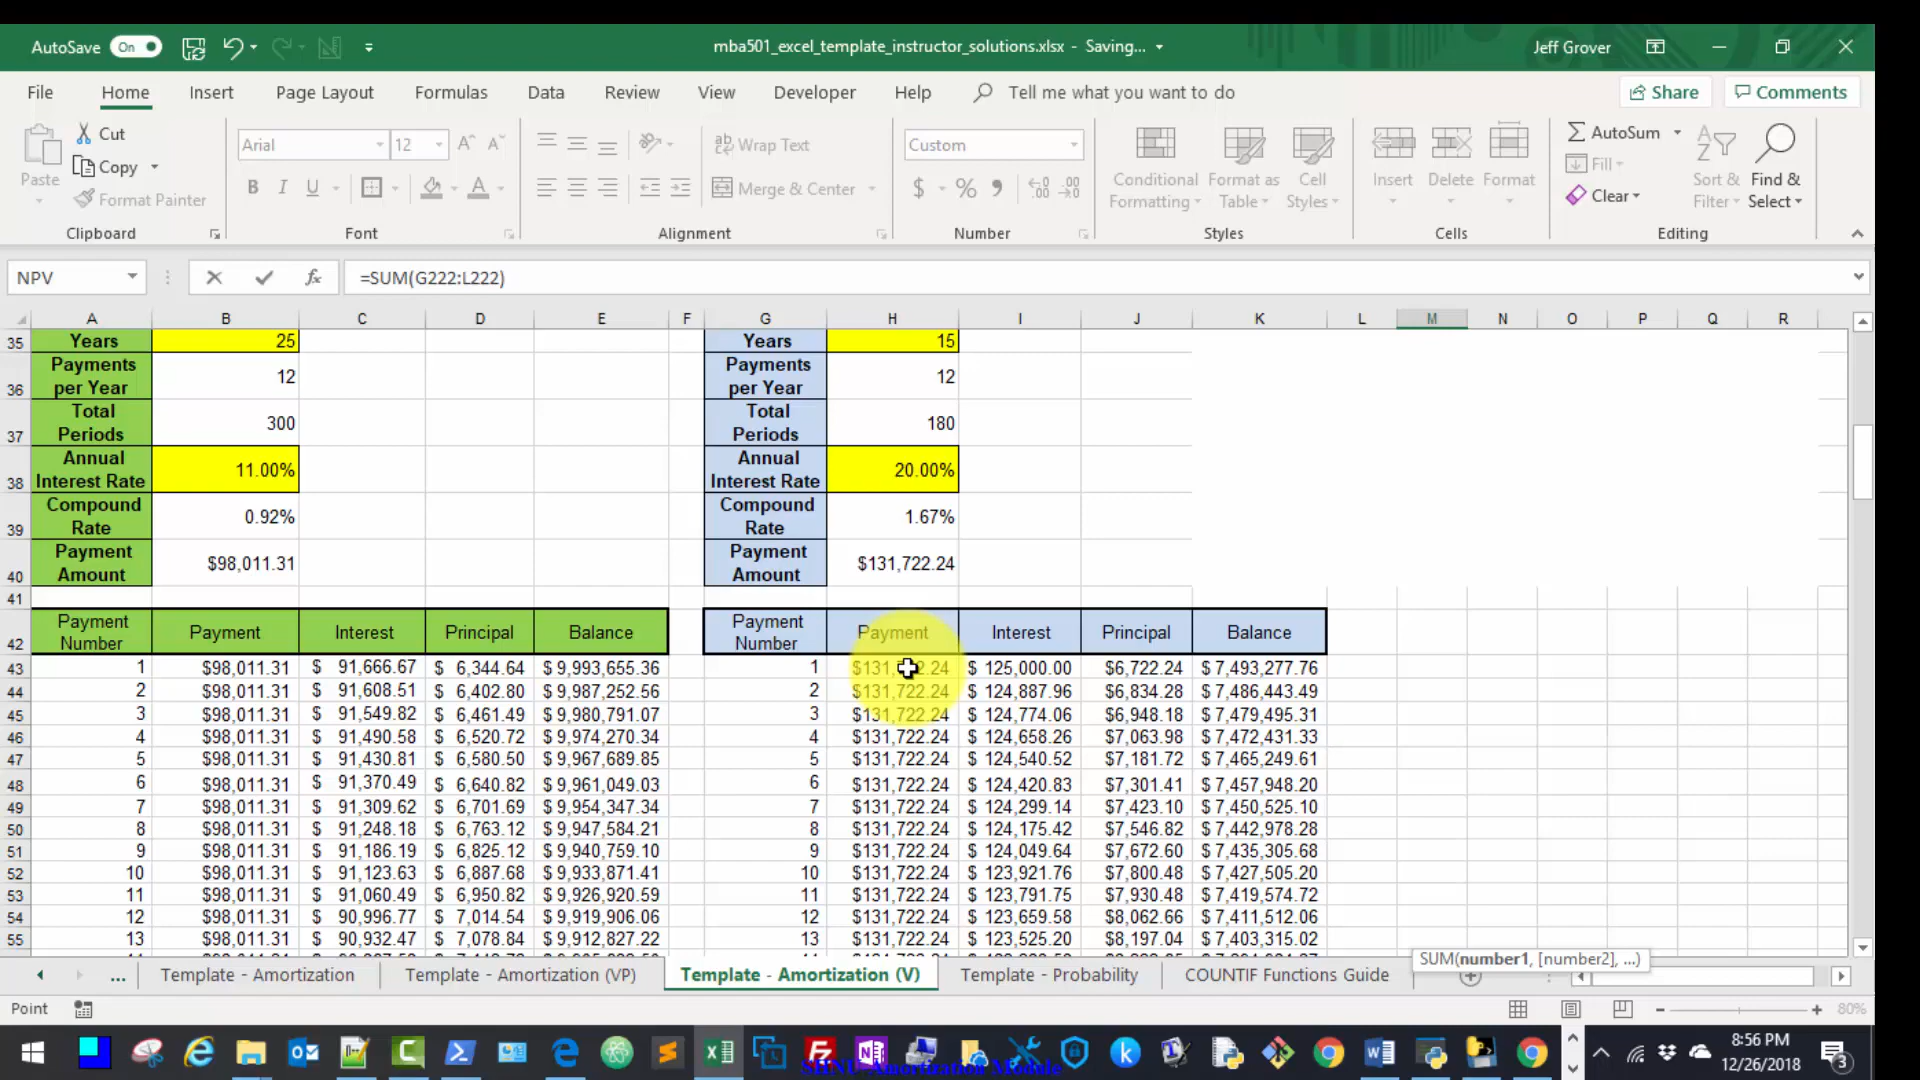 AutoSave On mba501_excel_template_instructor_solutions.xlsx - Saving... Jeff Grover
File Home Insert Page Layout Formulas Data Review View Developer Help Tell me what you want to do Share Comments
Paste Cut Copy Format Painter
Clipboard
Arial 12
B I U A
Font
Wrap Text
Merge & Center
Alignment
Custom
$ % ,
Number
Conditional Formatting Format as Table Cell Styles
Styles
Insert Delete Format
Cells
AutoSum Fill Clear
Sort & Filter Find & Select
Editing
NPV fx =SUM(G222:L222)
A B C D E F G H I J K L M N O P Q R
35 Years 25 Years 15
36 Payments per Year 12 Payments per Year 12
37 Total Periods 300 Total Periods 180
38 Annual Interest Rate 11.00% Annual Interest Rate 20.00%
39 Compound Rate 0.92% Compound Rate 1.67%
40 Payment Amount $98,011.31 Payment Amount $131,722.24
41
42 Payment Number Payment Interest Principal Balance Payment Number Payment Interest Principal Balance
43 1 $98,011.31 $ 91,666.67 $ 6,344.64 $ 9,993,655.36 1 $131,722.24 $ 125,000.00 $6,722.24 $ 7,493,277.76
44 2 $98,011.31 $ 91,608.51 $ 6,402.80 $ 9,987,252.56 2 $131,722.24 $ 124,887.96 $6,834.28 $ 7,486,443.49
45 3 $98,011.31 $ 91,549.82 $ 6,461.49 $ 9,980,791.07 3 $131,722.24 $ 124,774.06 $6,948.18 $ 7,479,495.31
46 4 $98,011.31 $ 91,490.58 $ 6,520.72 $ 9,974,270.34 4 $131,722.24 $ 124,658.26 $7,063.98 $ 7,472,431.33
47 5 $98,011.31 $ 91,430.81 $ 6,580.50 $ 9,967,689.85 5 $131,722.24 $ 124,540.52 $7,181.72 $ 7,465,249.61
48 6 $98,011.31 $ 91,370.49 $ 6,640.82 $ 9,961,049.03 6 $131,722.24 $ 124,420.83 $7,301.41 $ 7,457,948.20
49 7 $98,011.31 $ 91,309.62 $ 6,701.69 $ 9,954,347.34 7 $131,722.24 $ 124,299.14 $7,423.10 $ 7,450,525.10
50 8 $98,011.31 $ 91,248.18 $ 6,763.12 $ 9,947,584.21 8 $131,722.24 $ 124,175.42 $7,546.82 $ 7,442,978.28
51 9 $98,011.31 $ 91,186.19 $ 6,825.12 $ 9,940,759.10 9 $131,722.24 $ 124,049.64 $7,672.60 $ 7,435,305.68
52 10 $98,011.31 $ 91,123.63 $ 6,887.68 $ 9,933,871.41 10 $131,722.24 $ 123,921.76 $7,800.48 $ 7,427,505.20
53 11 $98,011.31 $ 91,060.49 $ 6,950.82 $ 9,926,920.59 11 $131,722.24 $ 123,791.75 $7,930.48 $ 7,419,574.72
54 12 $98,011.31 $ 90,996.77 $ 7,014.54 $ 9,919,906.06 12 $131,722.24 $ 123,659.58 $8,062.66 $ 7,411,512.06
55 13 $98,011.31 $ 90,932.47 $ 7,078.84 $ 9,912,827.22 13 $131,722.24 $ 123,525.20 $8,197.04 $ 7,403,315.02
SUM(number1, [number2], ...)
... Template - Amortization Template - Amortization (VP) Template - Amortization (V) Template - Probability COUNTIF Functions Guide
Point 80%
SHNU Amortization Module
8:56 PM
12/26/2018
3